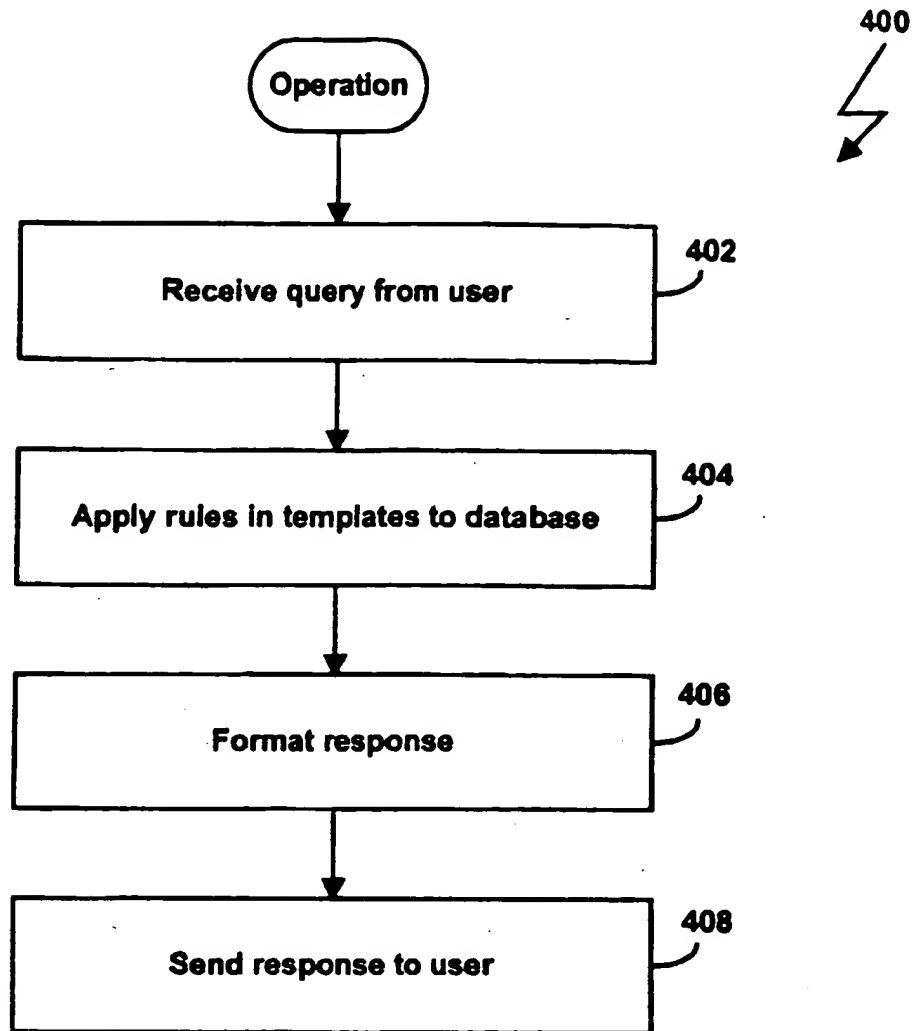 400
Operation
402
Receive query from user
404
Apply rules in templates to database
406
Format response
408
Send response to user